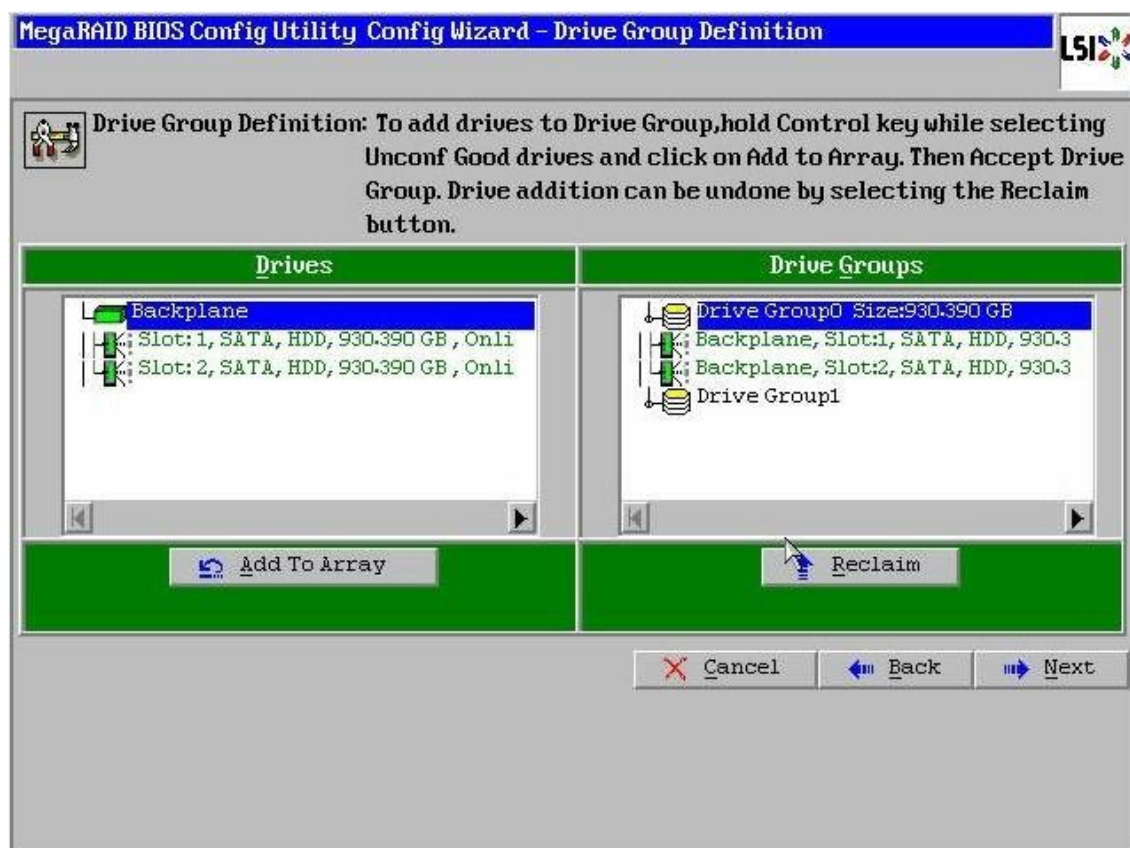 MegaRAID BIOS Config Utility Config Wizard - Drive Group Definition
LSI
Drive Group Definition: To add drives to Drive Group,hold Control key while selecting
Unconf Good drives and click on Add to Array. Then Accept Drive
Group. Drive addition can be undone by selecting the Reclaim
button.
Drives
Backplane
Slot: 1, SATA, HDD, 930.390 GB , Onli
Slot: 2, SATA, HDD, 930.390 GB , Onli
Add To Array
Drive Groups
Drive Group0 Size:930.390 GB
Backplane, Slot:1, SATA, HDD, 930.3
Backplane, Slot:2, SATA, HDD, 930.3
Drive Group1
Reclaim
Cancel
Back
Next